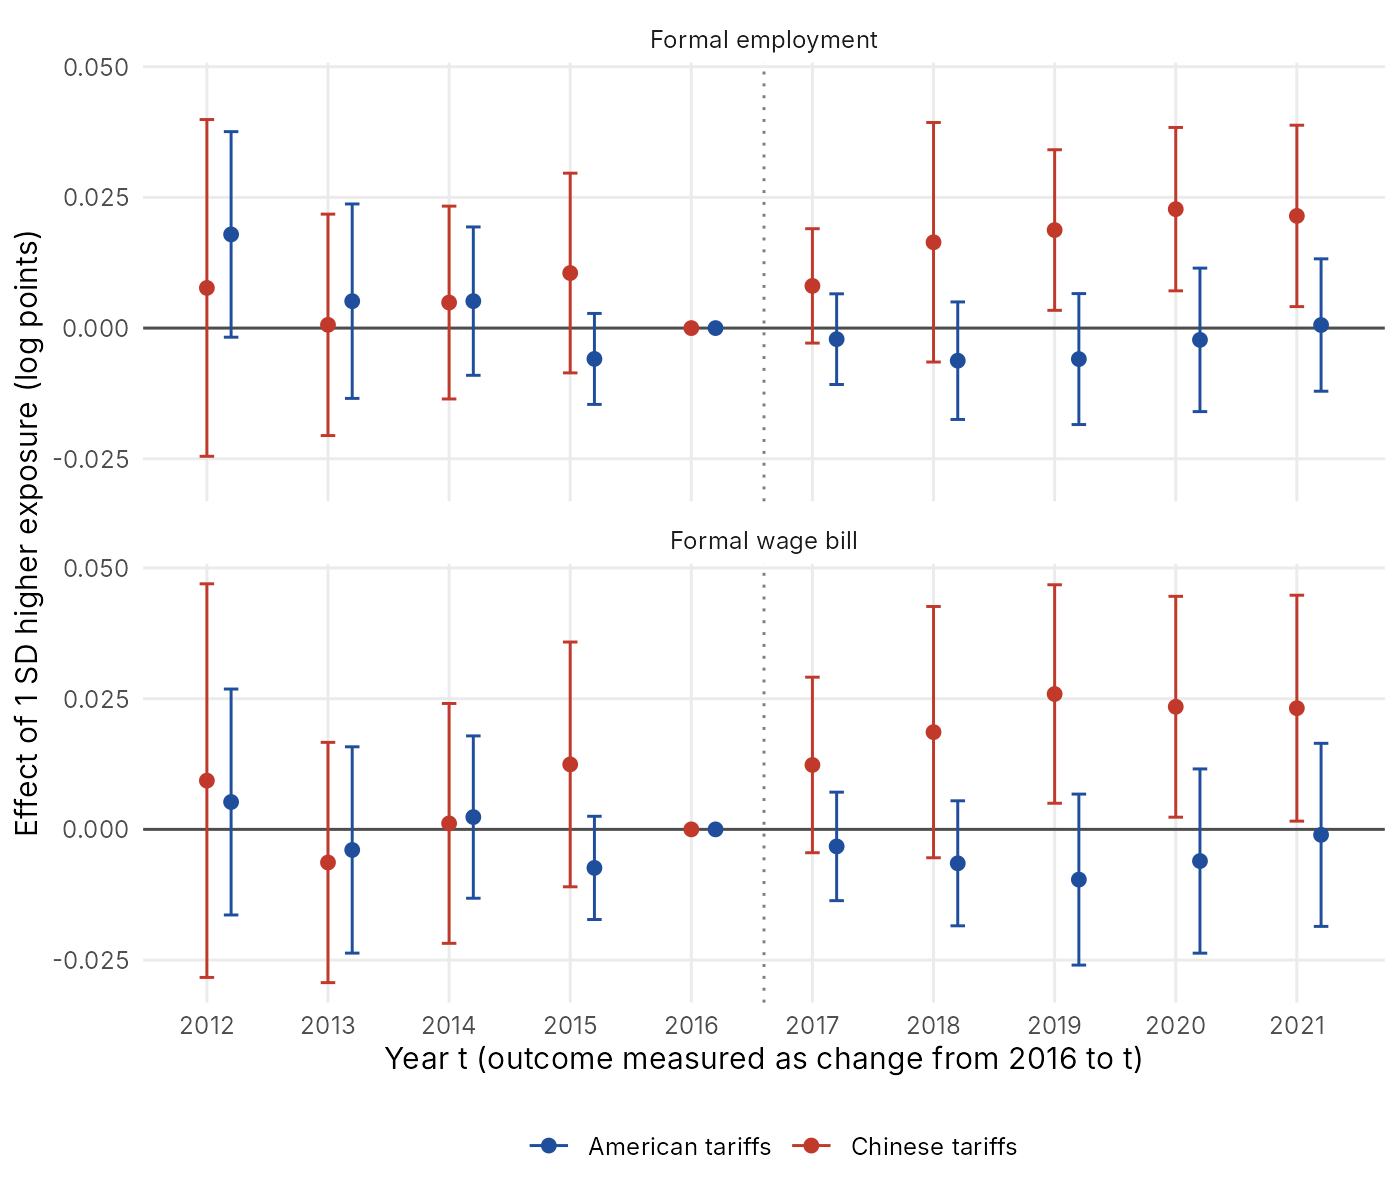 Formal employment
0.050
0.025
0.000
-0.025
Effect of 1 SD higher exposure (log points)
Formal wage bill
0.050
0.025
0.000
-0.025
2012 2013 2014 2015 2016 2017 2018 2019 2020 2021
Year t (outcome measured as change from 2016 to t)
American tariffs Chinese tariffs